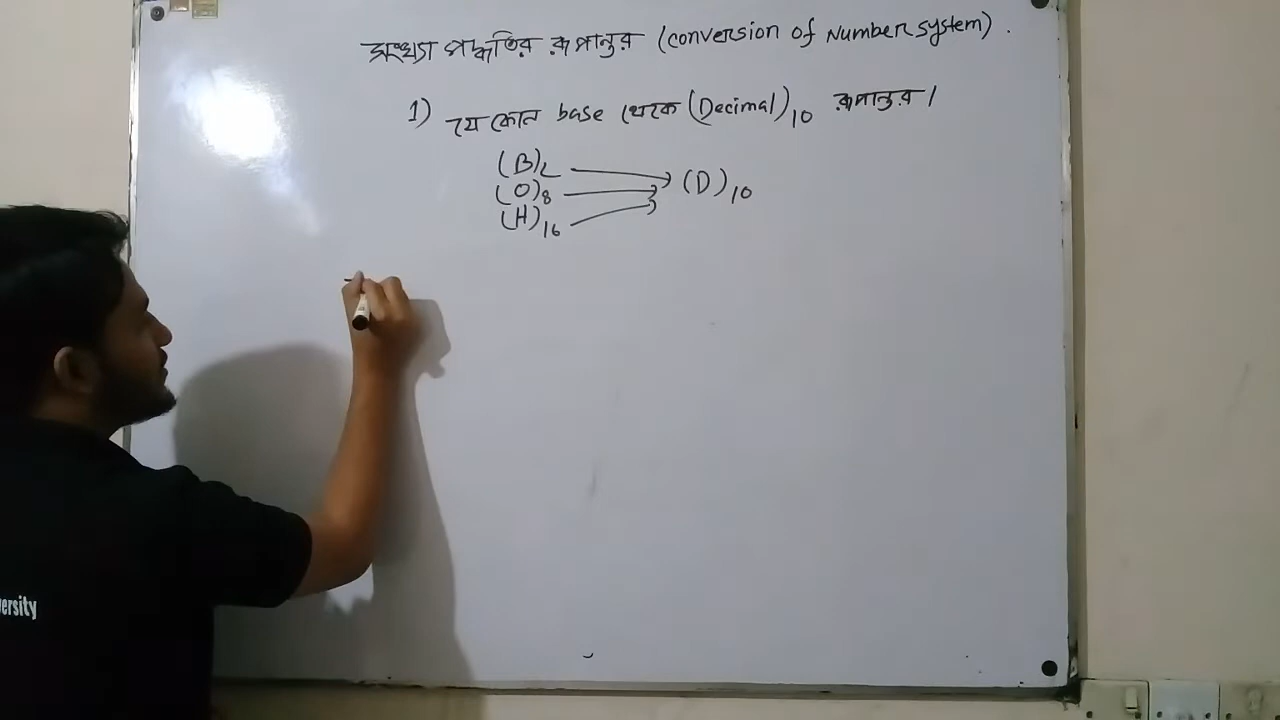 সংখ্যা পদ্ধতির রূপান্তর (conversion of Number system).
1) যে কোন base থেকে (Decimal)₁₀ রূপান্তর।
(B)₂
(O)₈ → (D)₁₀
(H)₁₆
ersity